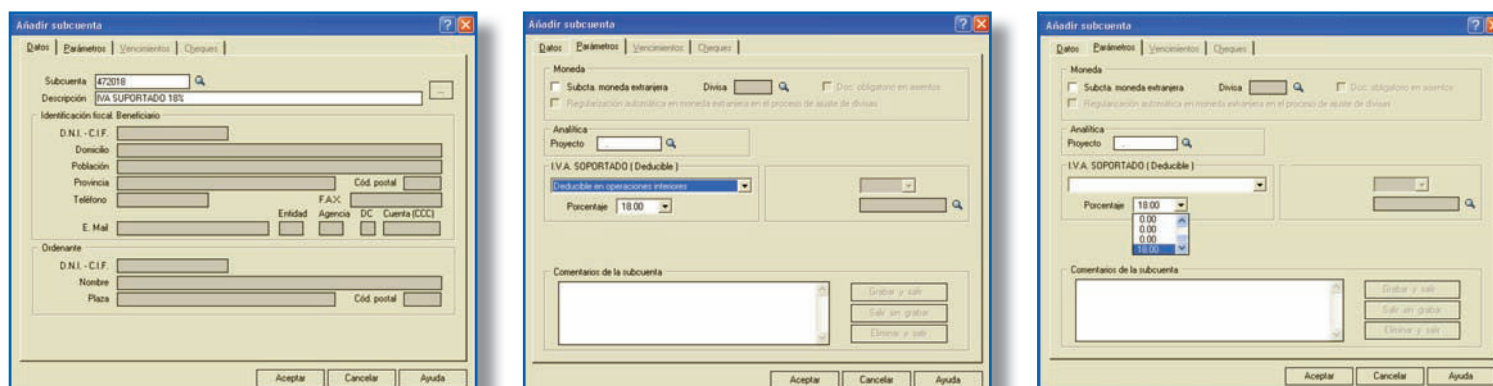 Añadir subcuenta
Datos Parámetros Vencimientos Cheques
Subcuenta 472018
Descripción IVA SUPORTADO 18% ...
Identificación fiscal. Beneficiario
D.N.I. - C.I.F.
Domicilio
Población
Provincia Cód. postal
Teléfono F.A.X.
Entidad Agencia DC Cuenta (CCC)
E. Mail
Ordenante
D.N.I. - C.I.F.
Nombre
Plaza Cód. postal
Aceptar Cancelar Ayuda
Añadir subcuenta
Datos Parámetros Vencimientos Cheques
Moneda
Subcta. moneda extranjera Divisa Doc. obligatorio en asientos
Regularización automática en moneda extranjera en el proceso de ajuste de divisas
Analítica
Proyecto .
I.V.A. SOPORTADO ( Deducible )
Deducible en operaciones interiores
Porcentaje 18.00
Comentarios de la subcuenta
Grabar y salir
Salir sin grabar
Eliminar y salir
Aceptar Cancelar Ayuda
Añadir subcuenta
Datos Parámetros Vencimientos Cheques
Moneda
Subcta. moneda extranjera Divisa Doc. obligatorio en asientos
Regularización automática en moneda extranjera en el proceso de ajuste de divisas
Analítica
Proyecto .
I.V.A. SOPORTADO ( Deducible )
Porcentaje 18.00
0.00
0.00
0.00
18.00
Comentarios de la subcuenta
Grabar y salir
Salir sin grabar
Eliminar y salir
Aceptar Cancelar Ayuda